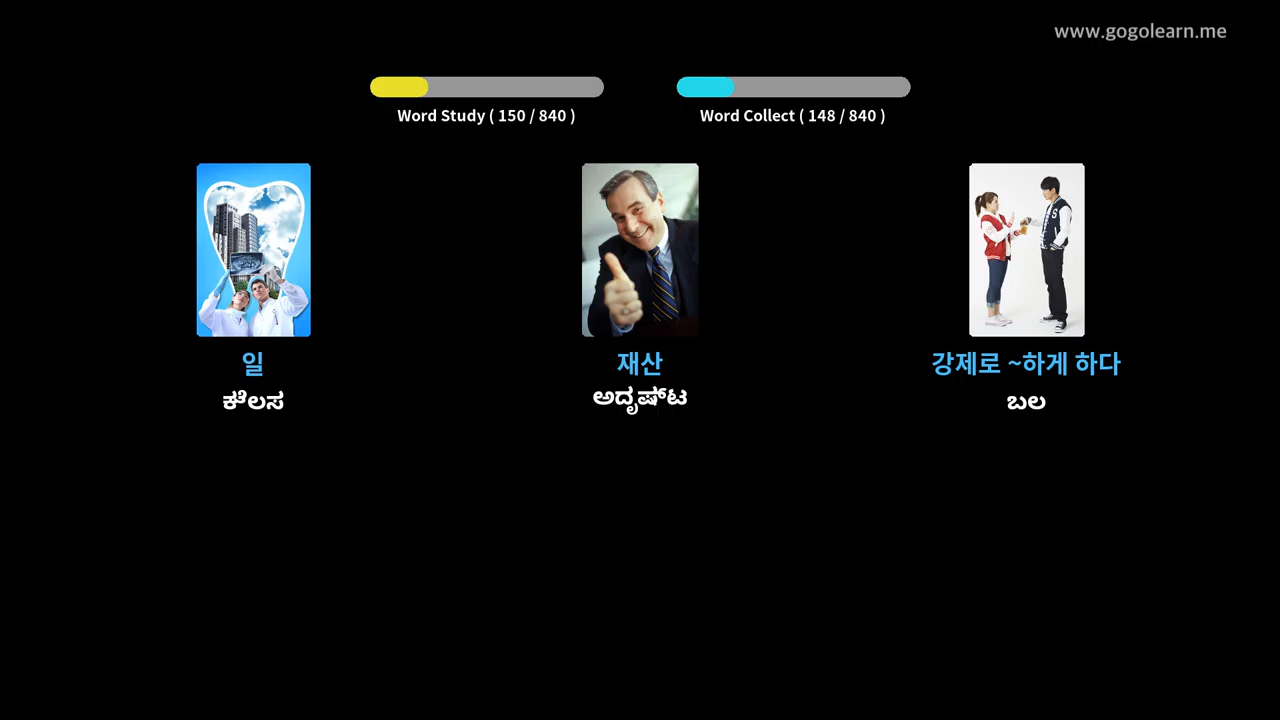 www.gogolearn.me
Word Study ( 150 / 840 )
Word Collect ( 148 / 840 )
일
재산
강제로 ~하게 하다
ಕೆಲಸ
ಅದೃಷ್ಟ
ಬಲ